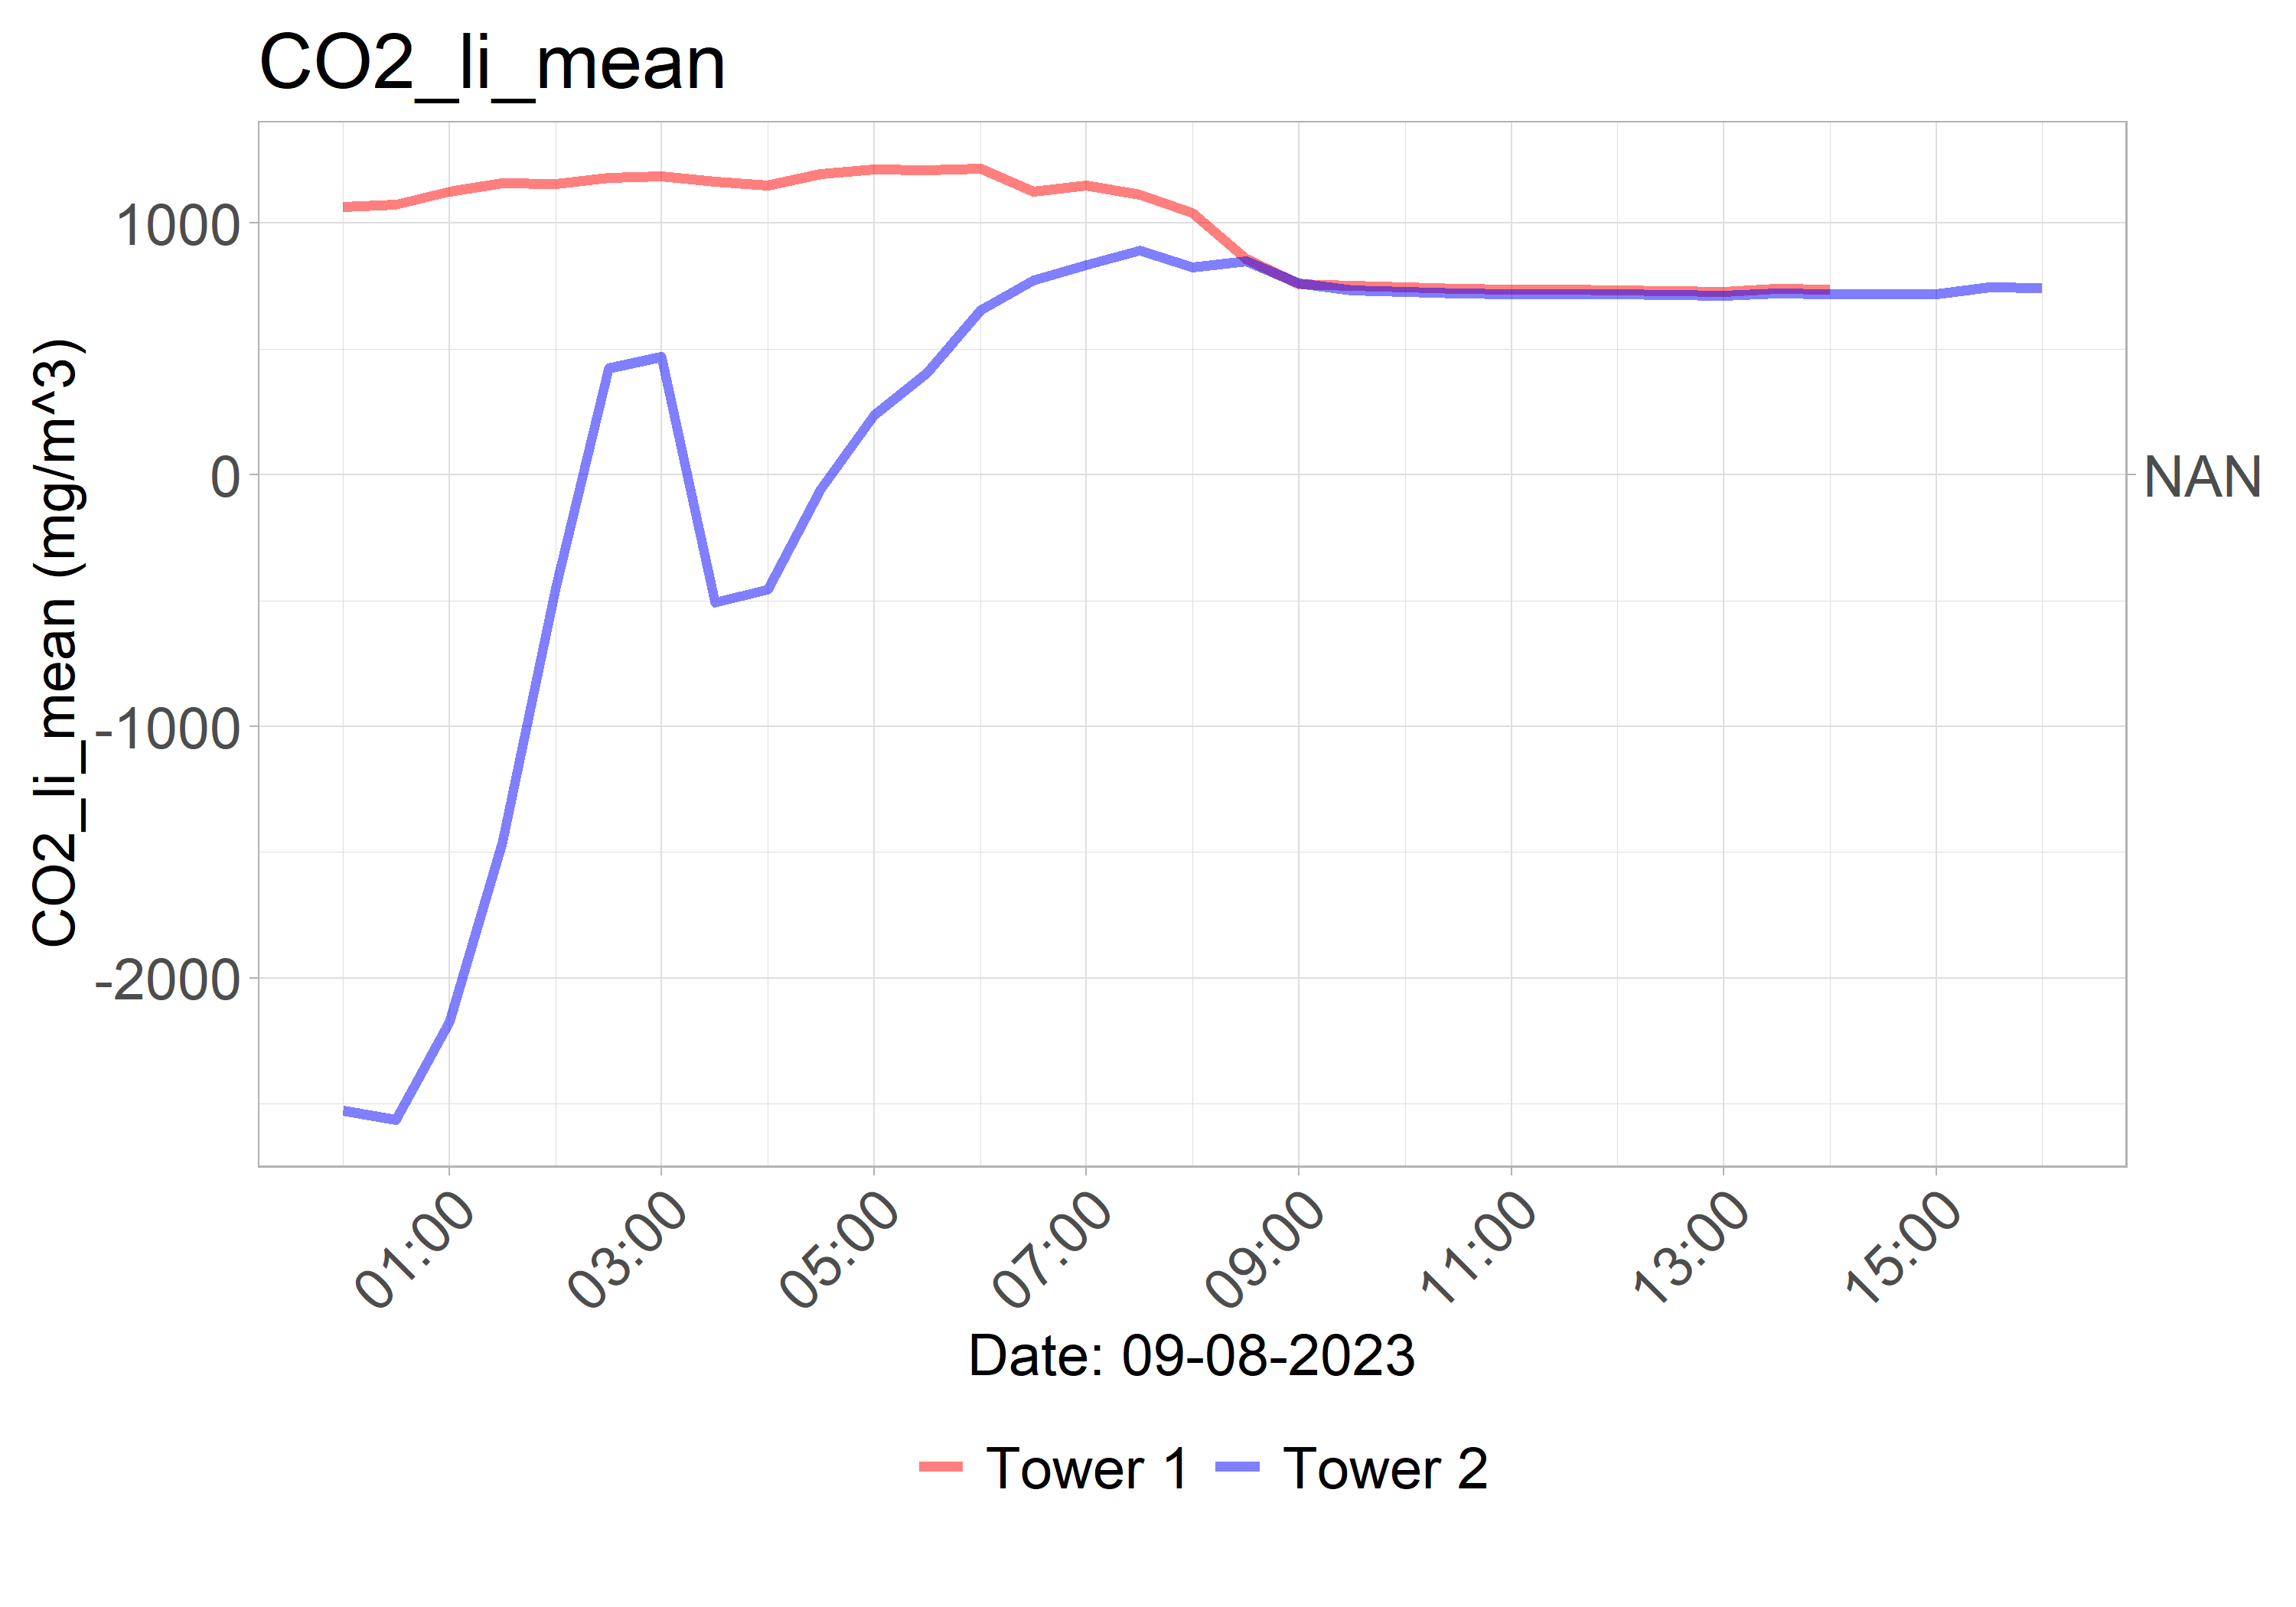 CO2_li_mean
CO2_li_mean (mg/m^3)
1000
0
-1000
-2000
NAN
01:00
03:00
05:00
07:00
09:00
11:00
13:00
15:00
Date: 09-08-2023
Tower 1
Tower 2